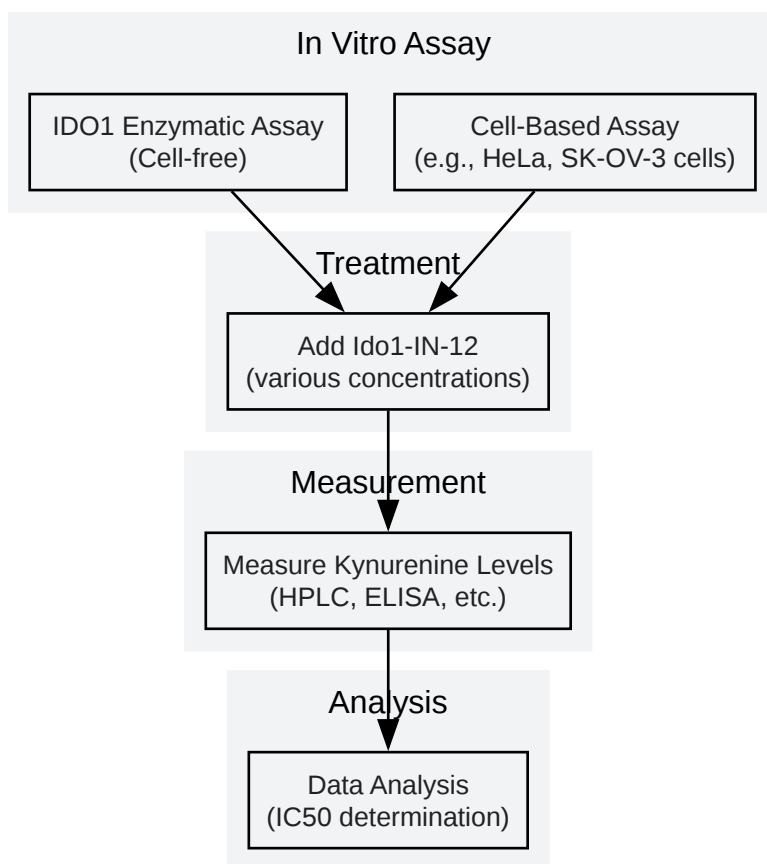 In Vitro Assay
IDO1 Enzymatic Assay
(Cell-free)
Cell-Based Assay
(e.g., HeLa, SK-OV-3 cells)
Treatment
Add Ido1-IN-12
(various concentrations)
Measurement
Measure Kynurenine Levels
(HPLC, ELISA, etc.)
Analysis
Data Analysis
(IC50 determination)